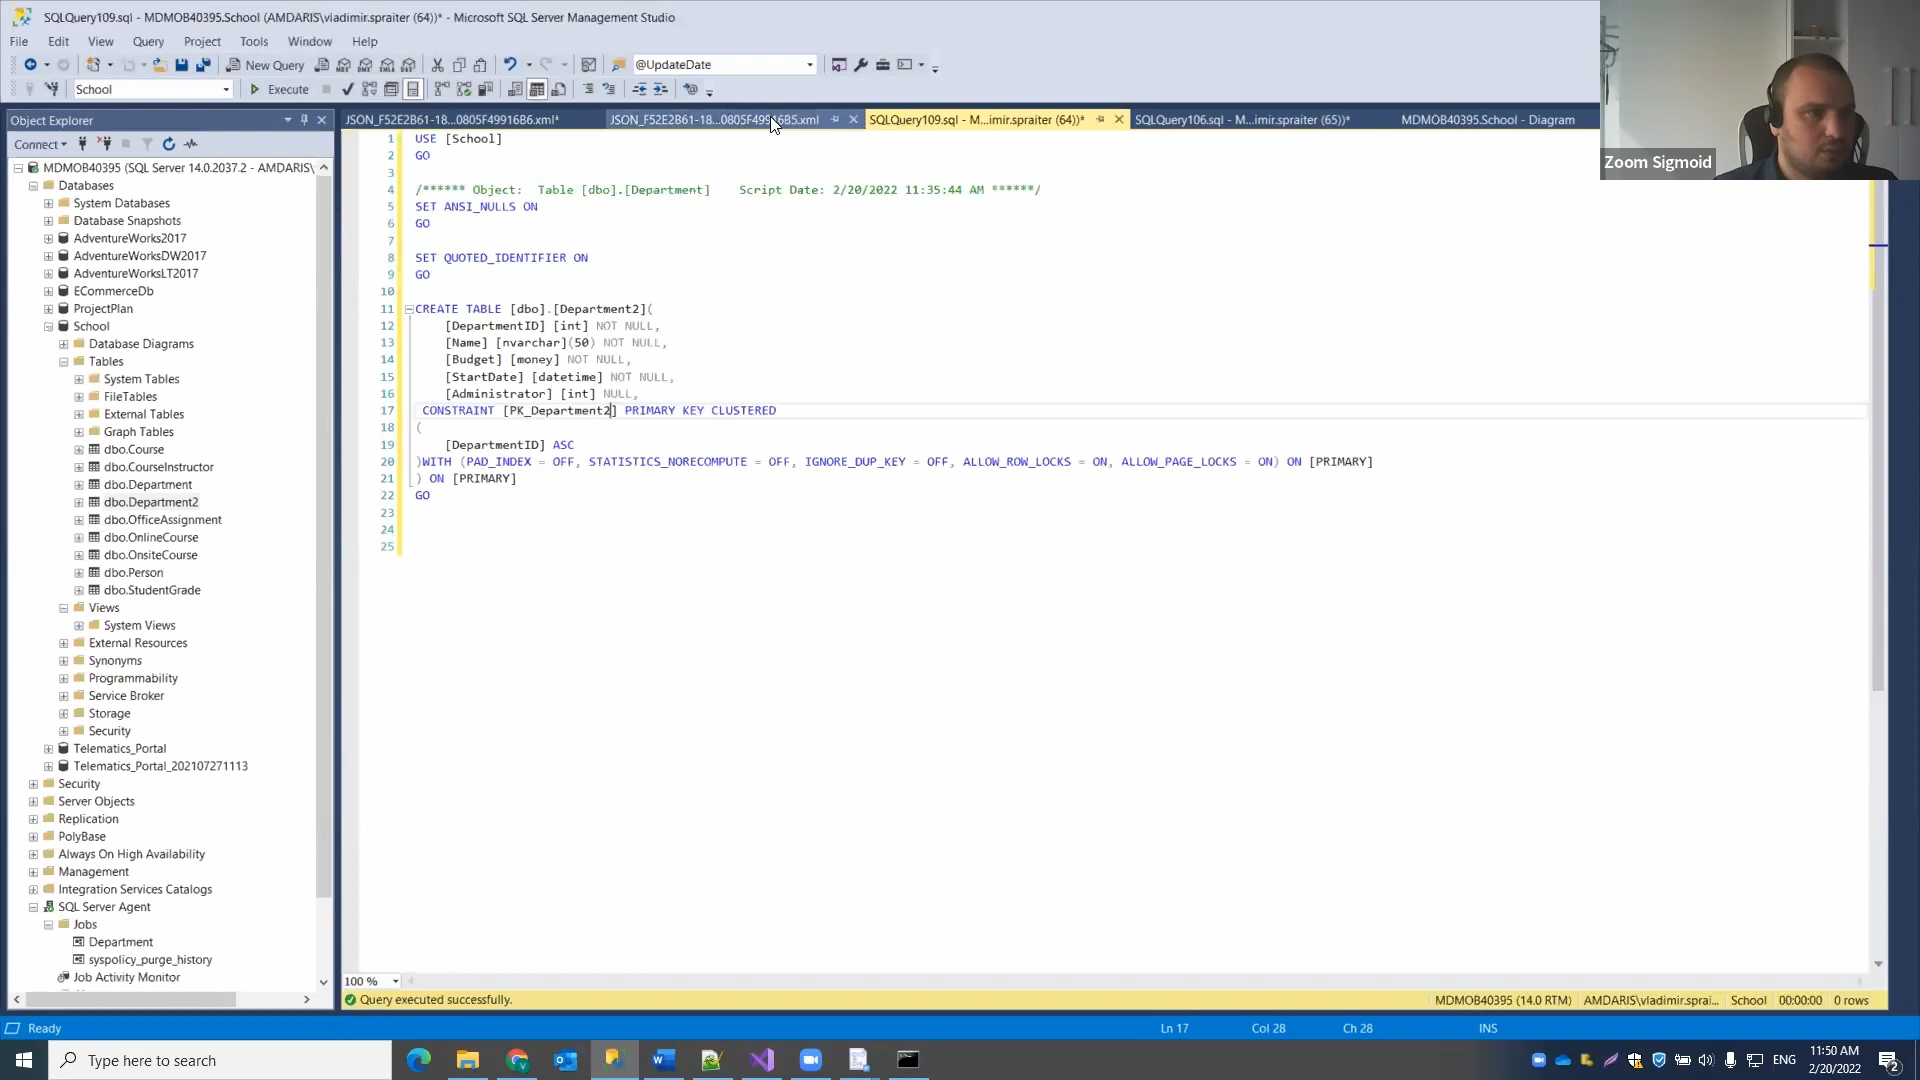 SQLQuery109.sql - MDMOB40395.School (AMDARIS\vladimir.spraiter (64))* - Microsoft SQL Server Management Studio
File Edit View Query Project Tools Window Help
New Query @UpdateDate
School Execute
Object Explorer
Connect
MDMOB40395 (SQL Server 14.0.2037.2 - AMDARIS\
Databases
System Databases
Database Snapshots
AdventureWorks2017
AdventureWorksDW2017
AdventureWorksLT2017
ECommerceDb
ProjectPlan
School
Database Diagrams
Tables
System Tables
FileTables
External Tables
Graph Tables
dbo.Course
dbo.CourseInstructor
dbo.Department
dbo.Department2
dbo.OfficeAssignment
dbo.OnlineCourse
dbo.OnsiteCourse
dbo.Person
dbo.StudentGrade
Views
System Views
External Resources
Synonyms
Programmability
Service Broker
Storage
Security
Telematics_Portal
Telematics_Portal_202107271113
Security
Server Objects
Replication
PolyBase
Always On High Availability
Management
Integration Services Catalogs
SQL Server Agent
Jobs
Department
syspolicy_purge_history
Job Activity Monitor
JSON_F52E2B61-18...0805F49916B6.xml* JSON_F52E2B61-18...0805F49916B5.xml SQLQuery109.sql - M...imir.spraiter (64))* SQLQuery106.sql - M...imir.spraiter (65))* MDMOB40395.School - Diagram
1 USE [School]
2 GO
3
4 /****** Object: Table [dbo].[Department] Script Date: 2/20/2022 11:35:44 AM ******/
5 SET ANSI_NULLS ON
6 GO
7
8 SET QUOTED_IDENTIFIER ON
9 GO
10
11 CREATE TABLE [dbo].[Department2](
12 [DepartmentID] [int] NOT NULL,
13 [Name] [nvarchar](50) NOT NULL,
14 [Budget] [money] NOT NULL,
15 [StartDate] [datetime] NOT NULL,
16 [Administrator] [int] NULL,
17 CONSTRAINT [PK_Department2] PRIMARY KEY CLUSTERED
18 (
19 [DepartmentID] ASC
20 )WITH (PAD_INDEX = OFF, STATISTICS_NORECOMPUTE = OFF, IGNORE_DUP_KEY = OFF, ALLOW_ROW_LOCKS = ON, ALLOW_PAGE_LOCKS = ON) ON [PRIMARY]
21 ) ON [PRIMARY]
22 GO
23
24
25
100 %
Query executed successfully. MDMOB40395 (14.0 RTM) AMDARIS\vladimir.sprai... School 00:00:00 0 rows
Ready Ln 17 Col 28 Ch 28 INS
Type here to search
ENG 11:50 AM
2/20/2022
2
Zoom Sigmoid